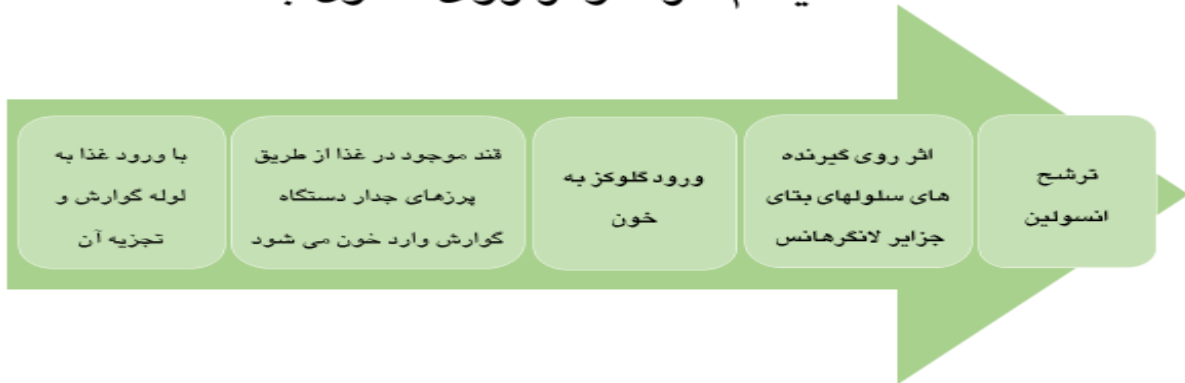 با ورود غذا به
لوله گوارش و
تجزیه آن
قند موجود در غذا از طریق
پرزهای جدار دستگاه
گوارش وارد خون می شود
ورود گلوکز به
خون
اثر روی گیرنده
های سلولهای بتای
جزایر لانگرهانس
ترشح
انسولین